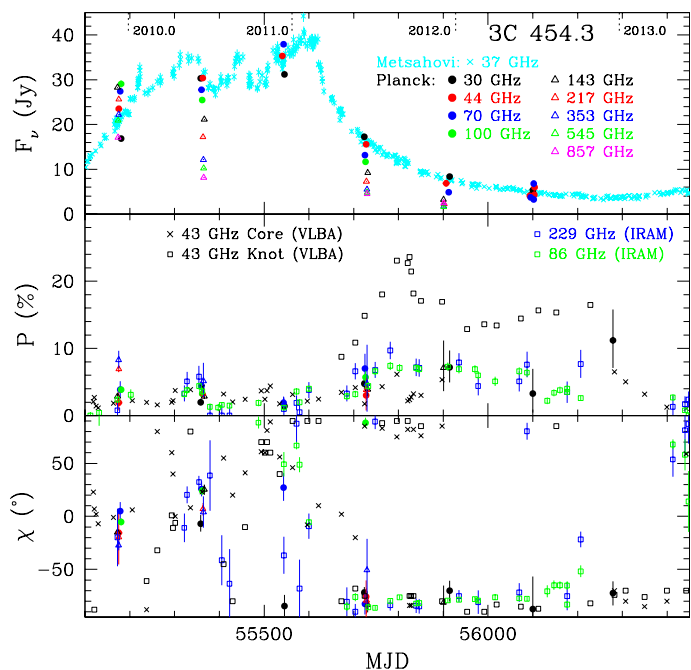 2010.0 2011.0 2012.0 2013.0
3C 454.3
Metsahovi: × 37 GHz
Planck: 30 GHz 143 GHz
44 GHz 217 GHz
70 GHz 353 GHz
100 GHz 545 GHz
857 GHz
40
30
20
10
0
Fν (Jy)
43 GHz Core (VLBA) 229 GHz (IRAM)
43 GHz Knot (VLBA) 86 GHz (IRAM)
20
10
0
P (%)
50
0
−50
χ (°)
55500 56000
MJD